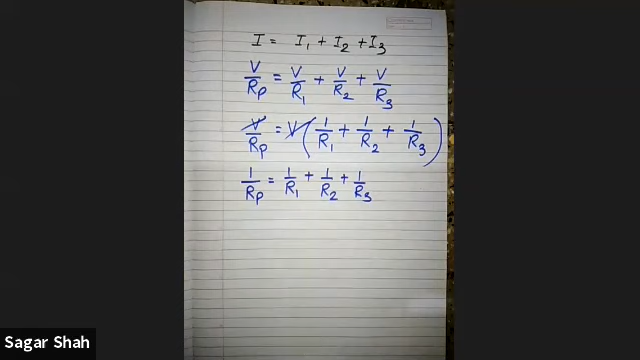 I = I₁ + I₂ + I₃
V/Rₚ = V/R₁ + V/R₂ + V/R₃
V/Rₚ = V(1/R₁ + 1/R₂ + 1/R₃)
1/Rₚ = 1/R₁ + 1/R₂ + 1/R₃
Sagar Shah